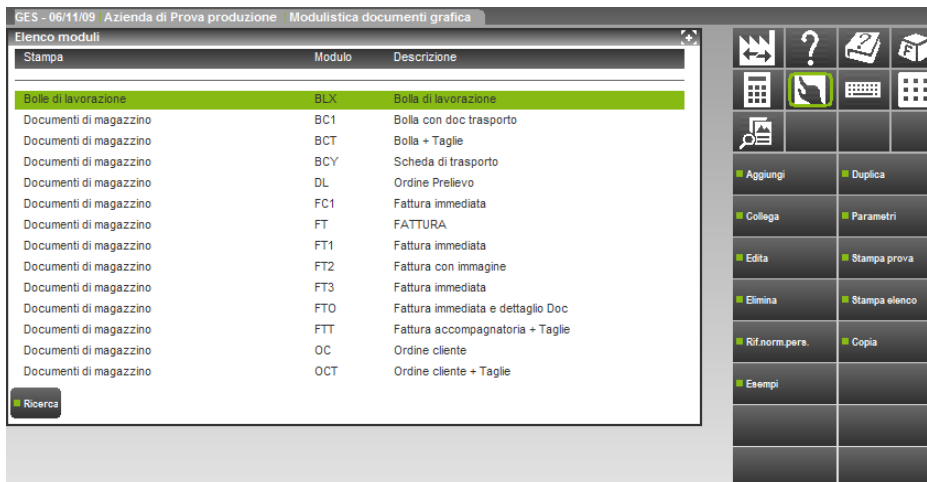 GES - 06/11/09 Azienda di Prova produzione Modulistica documenti grafica
Elenco moduli
Stampa Modulo Descrizione
Bolle di lavorazione BLX Bolla di lavorazione
Documenti di magazzino BC1 Bolla con doc trasporto
Documenti di magazzino BCT Bolla + Taglie
Documenti di magazzino BCY Scheda di trasporto
Documenti di magazzino DL Ordine Prelievo
Documenti di magazzino FC1 Fattura immediata
Documenti di magazzino FT FATTURA
Documenti di magazzino FT1 Fattura immediata
Documenti di magazzino FT2 Fattura con immagine
Documenti di magazzino FT3 Fattura immediata
Documenti di magazzino FTO Fattura immediata e dettaglio Doc
Documenti di magazzino FTT Fattura accompagnatoria + Taglie
Documenti di magazzino OC Ordine cliente
Documenti di magazzino OCT Ordine cliente + Taglie
Ricerca
? ? F
Aggiungi Duplica
Collega Parametri
Edita Stampa prova
Elimina Stampa elenco
Rif.norm.pers. Copia
Esempi